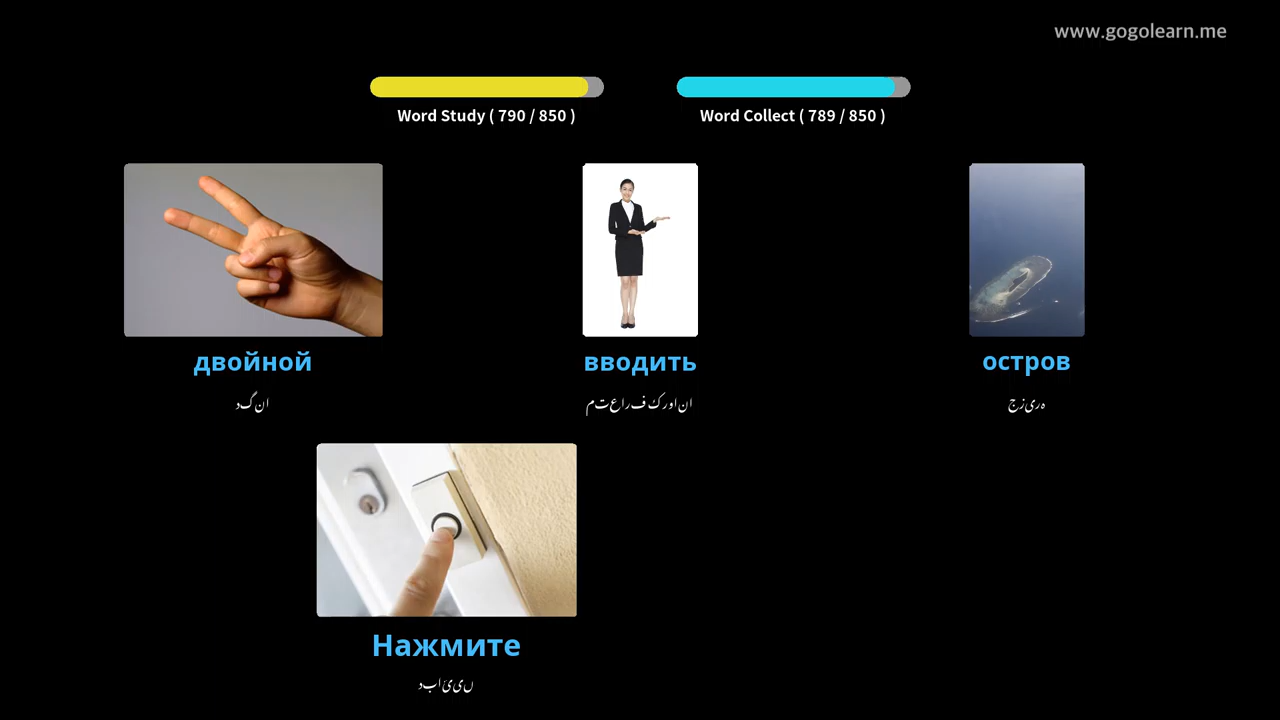 www.gogolearn.me
Word Study ( 790 / 850 )
Word Collect ( 789 / 850 )
двойной
دگنا
вводить
متعارف کروانا
остров
جزیرہ
Нажмите
دبائیں